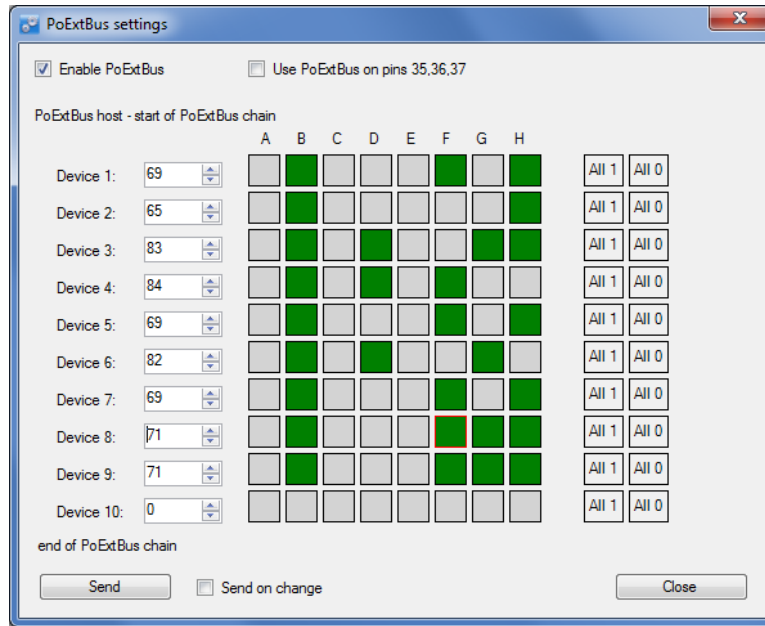 PoExtBus settings
Enable PoExtBus Use PoExtBus on pins 35,36,37
PoExtBus host - start of PoExtBus chain
A B C D E F G H
Device 1: 69 All 1 All 0
Device 2: 65 All 1 All 0
Device 3: 83 All 1 All 0
Device 4: 84 All 1 All 0
Device 5: 69 All 1 All 0
Device 6: 82 All 1 All 0
Device 7: 69 All 1 All 0
Device 8: 71 All 1 All 0
Device 9: 71 All 1 All 0
Device 10: 0 All 1 All 0
end of PoExtBus chain
Send Send on change Close